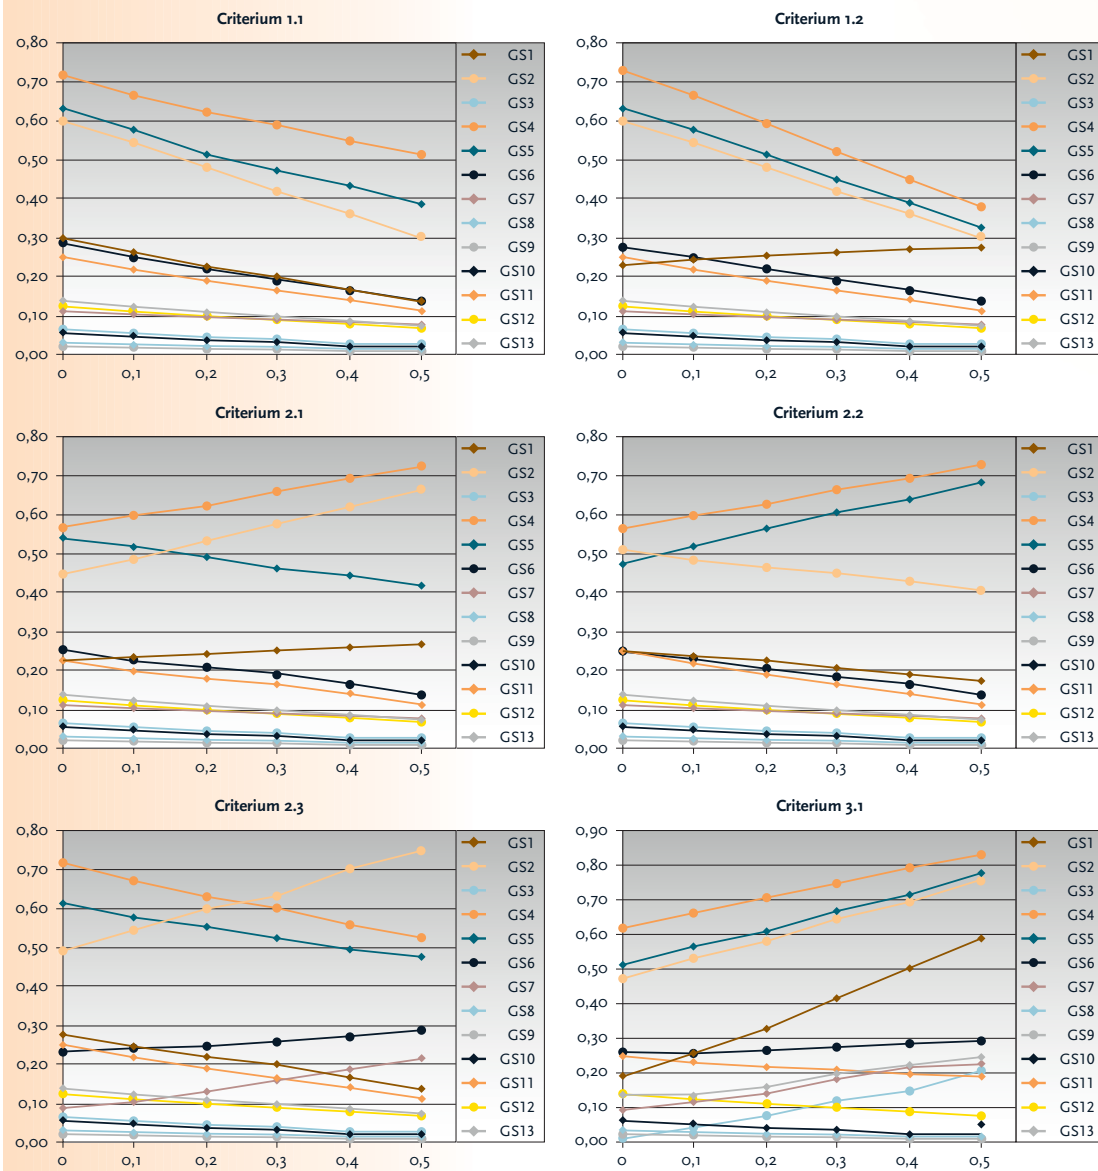 Criterium 1.1
0,80
0,70
0,60
0,50
0,40
0,30
0,20
0,10
0,00
0 0,1 0,2 0,3 0,4 0,5
GS1
GS2
GS3
GS4
GS5
GS6
GS7
GS8
GS9
GS10
GS11
GS12
GS13
Criterium 1.2
0,80
0,70
0,60
0,50
0,40
0,30
0,20
0,10
0,00
0 0,1 0,2 0,3 0,4 0,5
GS1
GS2
GS3
GS4
GS5
GS6
GS7
GS8
GS9
GS10
GS11
GS12
GS13
Criterium 2.1
0,80
0,70
0,60
0,50
0,40
0,30
0,20
0,10
0,00
0 0,1 0,2 0,3 0,4 0,5
GS1
GS2
GS3
GS4
GS5
GS6
GS7
GS8
GS9
GS10
GS11
GS12
GS13
Criterium 2.2
0,80
0,70
0,60
0,50
0,40
0,30
0,20
0,10
0,00
0 0,1 0,2 0,3 0,4 0,5
GS1
GS2
GS3
GS4
GS5
GS6
GS7
GS8
GS9
GS10
GS11
GS12
GS13
Criterium 2.3
0,80
0,70
0,60
0,50
0,40
0,30
0,20
0,10
0,00
0 0,1 0,2 0,3 0,4 0,5
GS1
GS2
GS3
GS4
GS5
GS6
GS7
GS8
GS9
GS10
GS11
GS12
GS13
Criterium 3.1
0,90
0,80
0,70
0,60
0,50
0,40
0,30
0,20
0,10
0,00
0 0,1 0,2 0,3 0,4 0,5
GS1
GS2
GS3
GS4
GS5
GS6
GS7
GS8
GS9
GS10
GS11
GS12
GS13